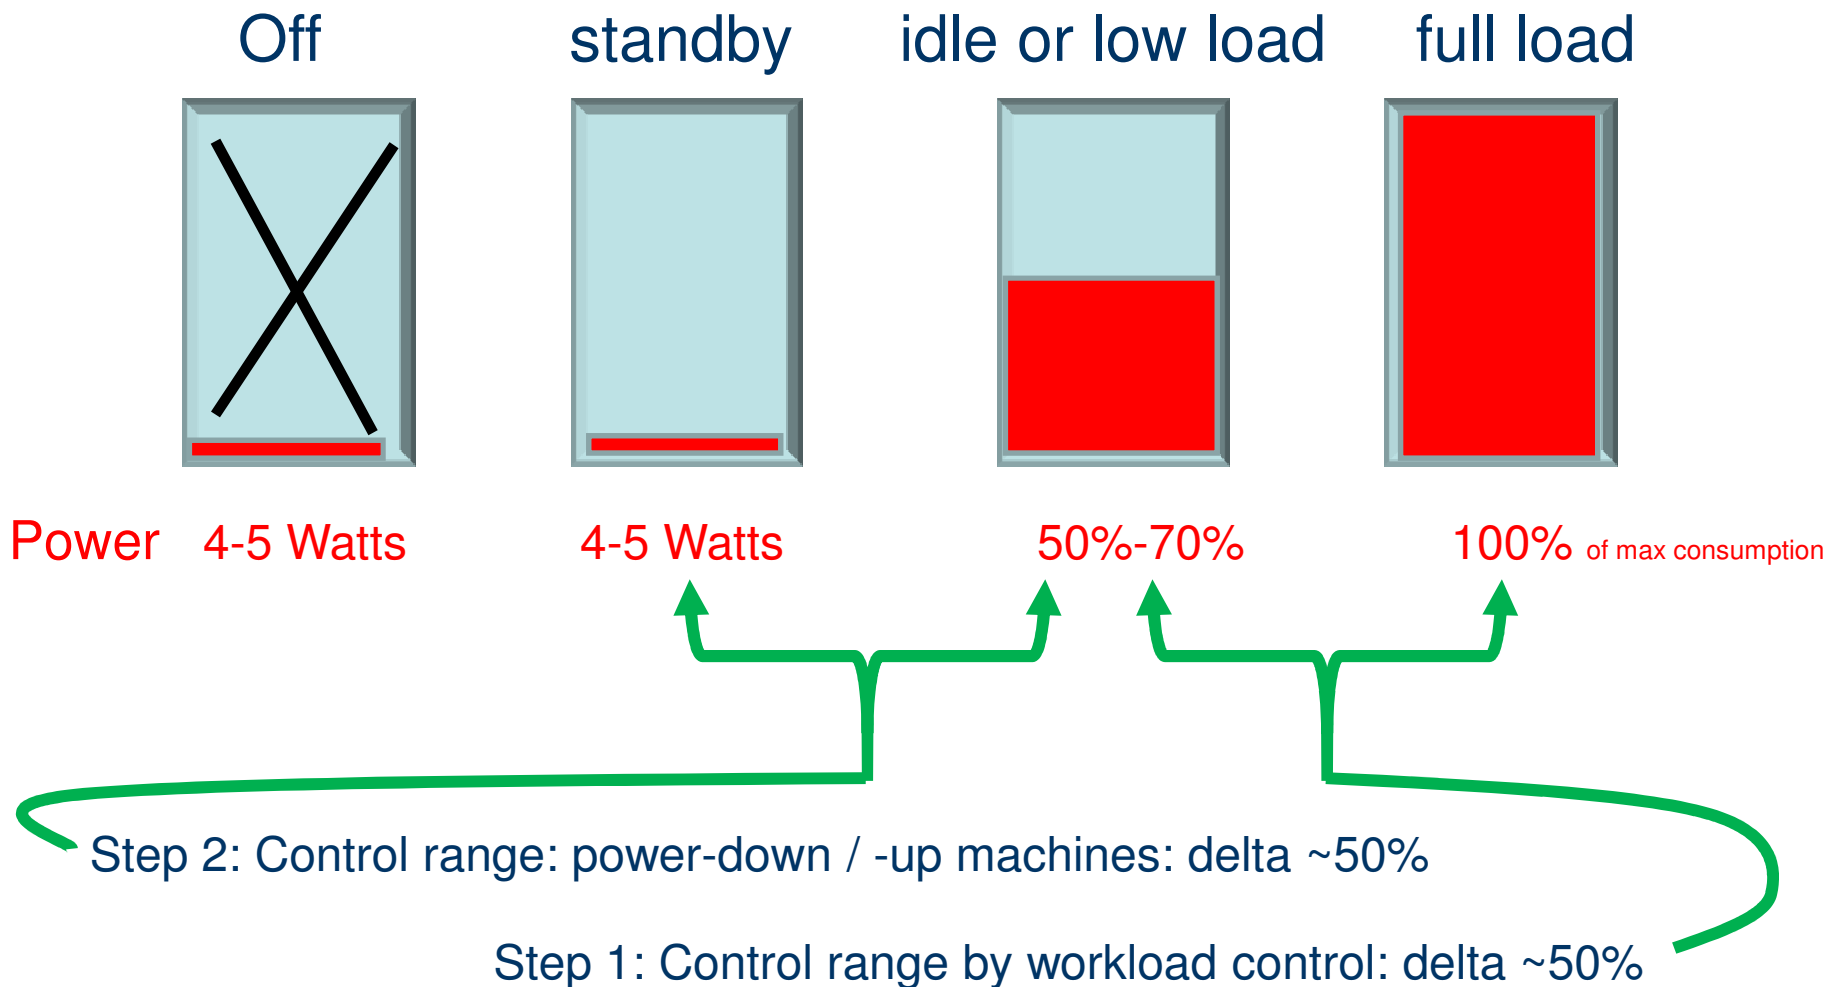 Off standby idle or low load full load
Power 4-5 Watts 4-5 Watts 50%-70% 100% of max consumption
Step 2: Control range: power-down / -up machines: delta ~50%
Step 1: Control range by workload control: delta ~50%